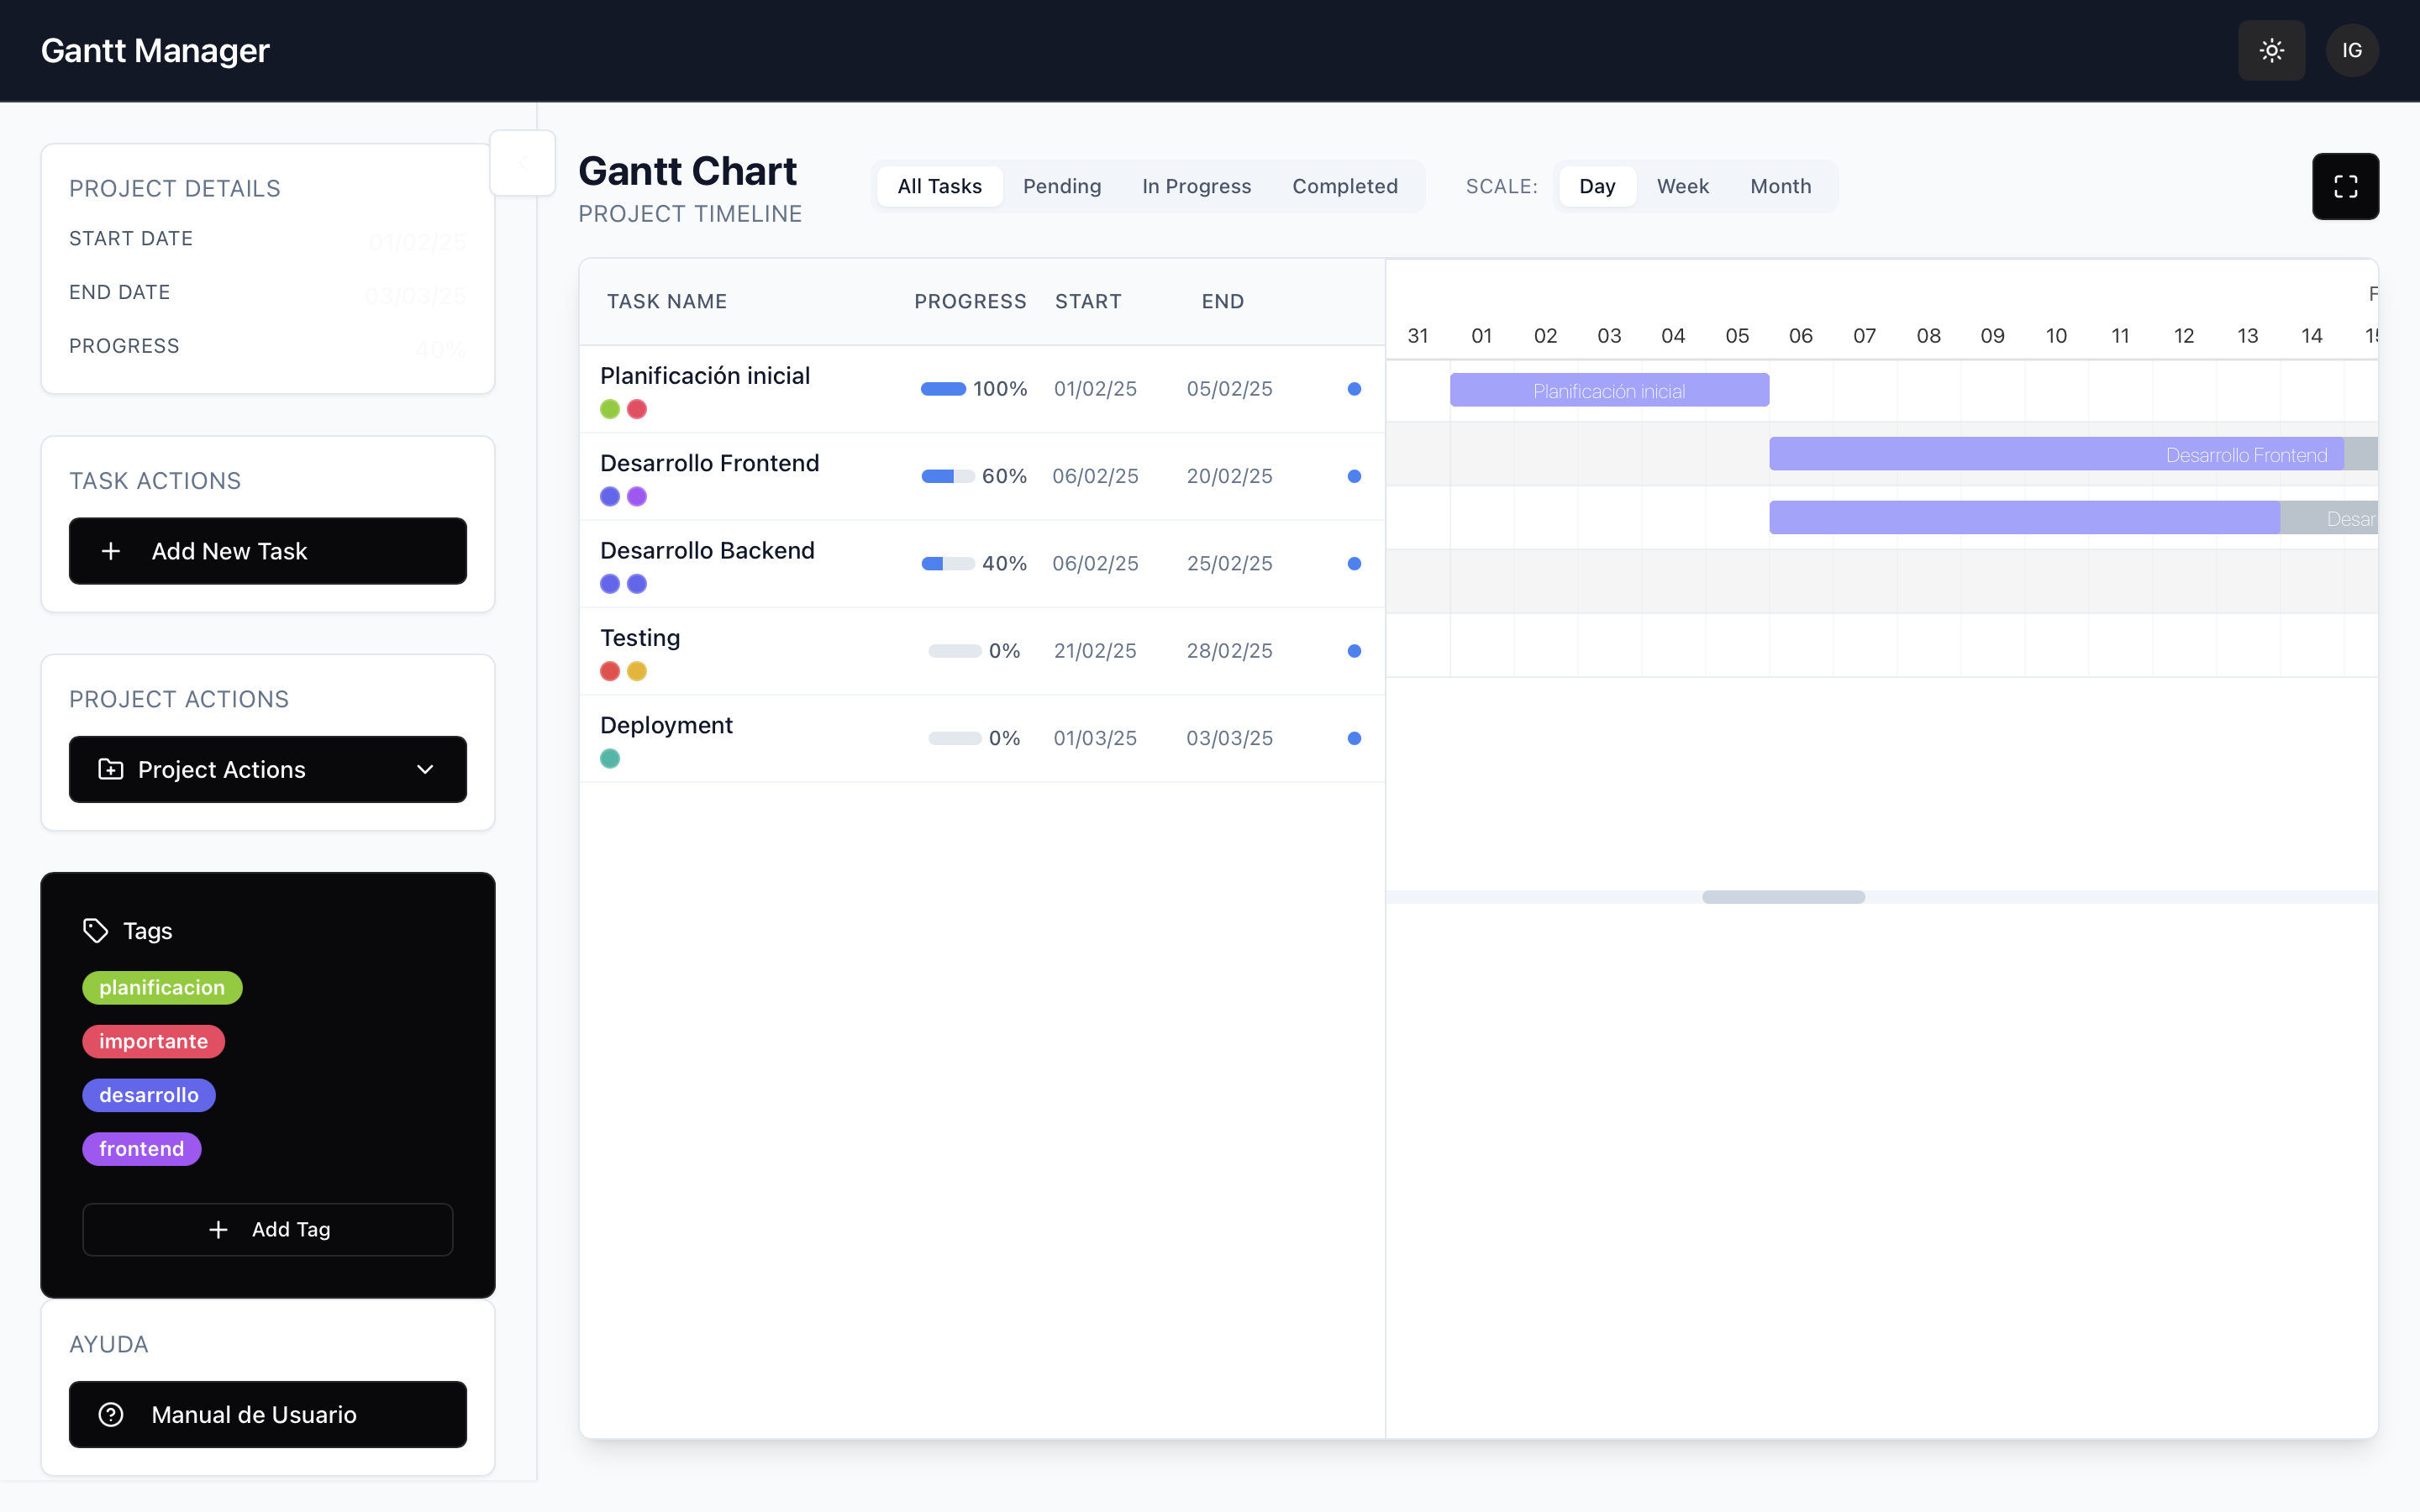 Gantt Manager
IG
PROJECT DETAILS
START DATE 01/02/25
END DATE 03/03/25
PROGRESS 40%
TASK ACTIONS
Add New Task
PROJECT ACTIONS
Project Actions
Tags
planificacion
importante
desarrollo
frontend
Add Tag
AYUDA
Manual de Usuario
Gantt Chart
PROJECT TIMELINE
All Tasks Pending In Progress Completed SCALE: Day Week Month
TASK NAME PROGRESS START END
Planificación inicial 100% 01/02/25 05/02/25
Desarrollo Frontend 60% 06/02/25 20/02/25
Desarrollo Backend 40% 06/02/25 25/02/25
Testing 0% 21/02/25 28/02/25
Deployment 0% 01/03/25 03/03/25
31 01 02 03 04 05 06 07 08 09 10 11 12 13 14
Planificación inicial
Desarrollo Frontend
Desar